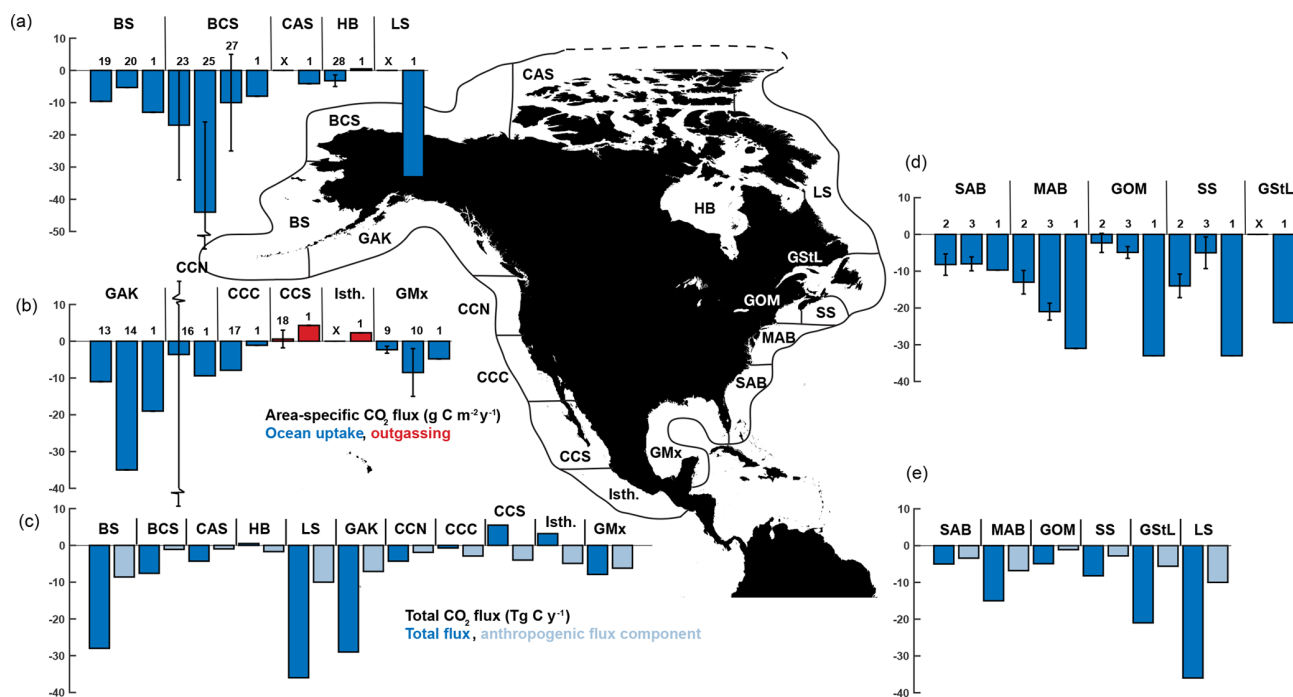 (a)
BS BCS CAS HB LS
19 20 1 23 25 27 1 X 1 28 1 X 1
10
0
-10
-20
-30
-40
-50
CAS
BCS
BS
GAK
HB
LS
GStL
GOM
SS
MAB
SAB
CCN
CCC
CCS
GMx
Isth.
(b)
GAK CCN CCC CCS Isth. GMx
13 14 1 16 1 17 1 18 1 X 1 9 10 1
10
0
-10
-20
-30
-40
Area-specific CO₂ flux (g C m⁻² y⁻¹)
Ocean uptake, outgassing
(c)
BS BCS CAS HB LS GAK CCN CCC CCS Isth. GMx
10
0
-10
-20
-30
-40
Total CO₂ flux (Tg C y⁻¹)
Total flux, anthropogenic flux component
(d)
SAB MAB GOM SS GStL
2 3 1 2 3 1 2 3 1 2 3 1 X 1
10
0
-10
-20
-30
-40
(e)
SAB MAB GOM SS GStL LS
10
0
-10
-20
-30
-40